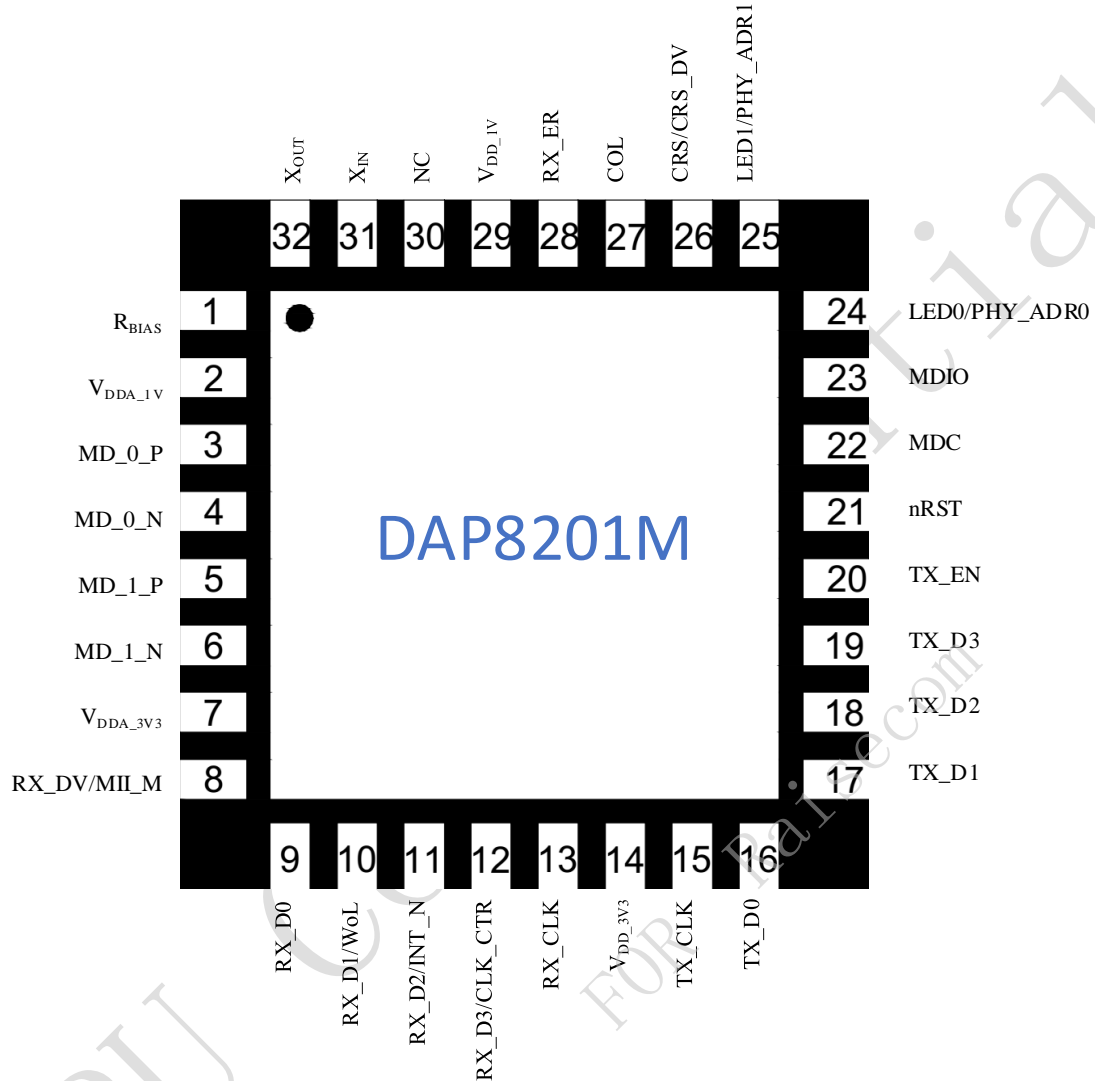 X_OUT
X_IN
NC
V_DD_1V
RX_ER
COL
CRS/CRS_DV
LED1/PHY_ADR1
32
31
30
29
28
27
26
25
R_BIAS
1
V_DDA_1V
2
MD_0_P
3
MD_0_N
4
MD_1_P
5
MD_1_N
6
V_DDA_3V3
7
RX_DV/MII_M
8
DAP8201M
24
LED0/PHY_ADR0
23
MDIO
22
MDC
21
nRST
20
TX_EN
19
TX_D3
18
TX_D2
17
TX_D1
9
10
11
12
13
14
15
16
RX_D0
RX_D1/WoL
RX_D2/INT_N
RX_D3/CLK_CTR
RX_CLK
V_DD_3V3
TX_CLK
TX_D0
FOR Raisecom